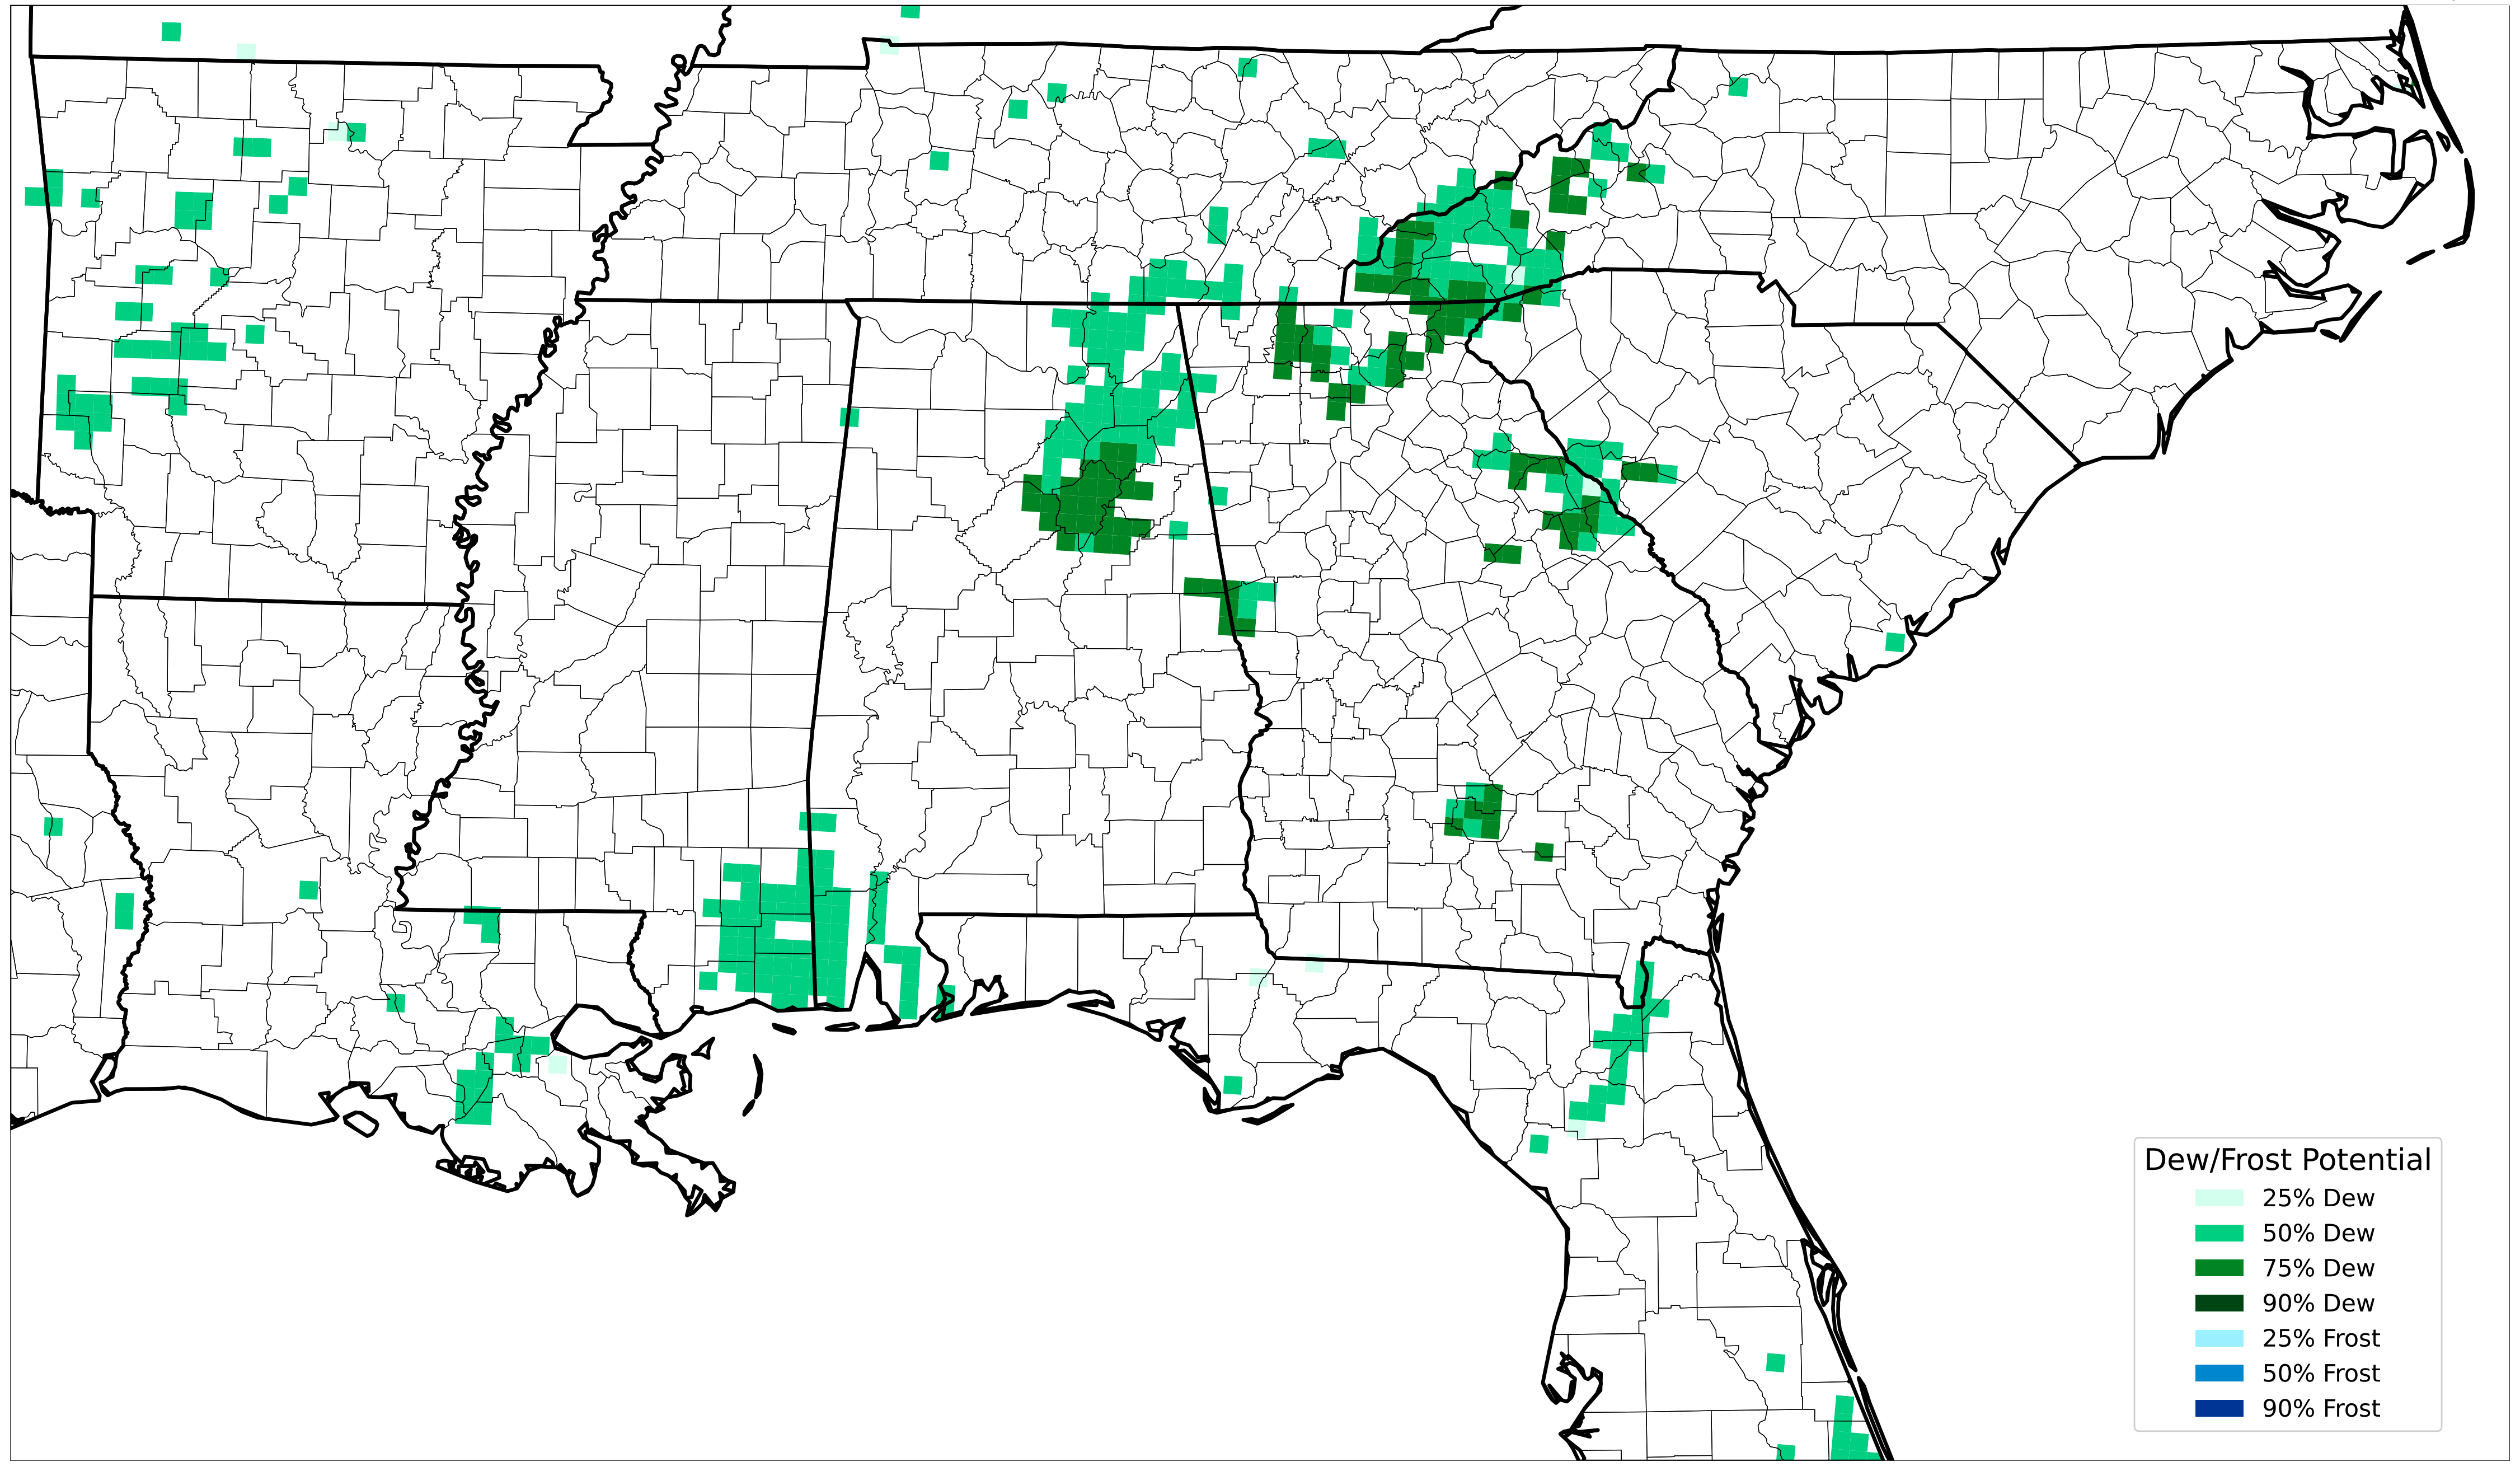 Dew/Frost Potential
25% Dew
50% Dew
75% Dew
90% Dew
25% Frost
50% Frost
90% Frost